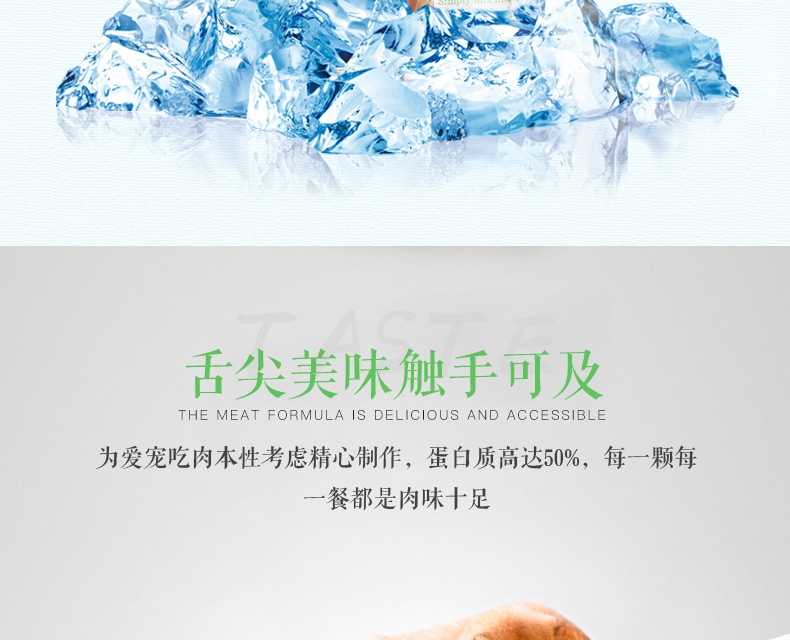 TASTE
舌尖美味触手可及
THE MEAT FORMULA IS DELICIOUS AND ACCESSIBLE
为爱宠吃肉本性考虑精心制作，蛋白质高达50%，每一颗每
一餐都是肉味十足